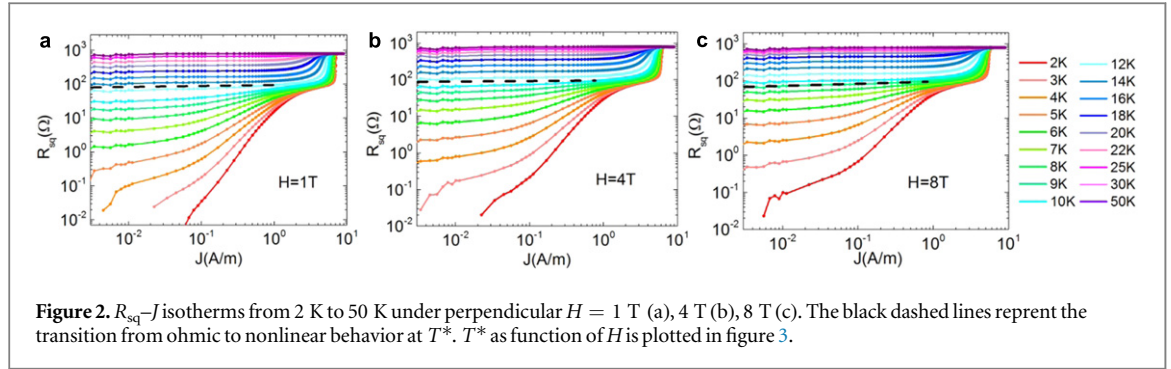 a
b
c
10³
10²
10¹
10⁰
10⁻¹
10⁻²
Rsq(Ω)
H=1T
10⁻² 10⁻¹ 10⁰ 10¹
J(A/m)
10³
10²
10¹
10⁰
10⁻¹
10⁻²
Rsq(Ω)
H=4T
10⁻² 10⁻¹ 10⁰ 10¹
J(A/m)
10³
10²
10¹
10⁰
10⁻¹
10⁻²
Rsq(Ω)
H=8T
10⁻² 10⁻¹ 10⁰ 10¹
J(A/m)
2K
3K
4K
5K
6K
7K
8K
9K
10K
12K
14K
16K
18K
20K
22K
25K
30K
50K
Figure 2. Rsq–J isotherms from 2 K to 50 K under perpendicular H = 1 T (a), 4 T (b), 8 T (c). The black dashed lines reprent the
transition from ohmic to nonlinear behavior at T*. T* as function of H is plotted in figure 3.